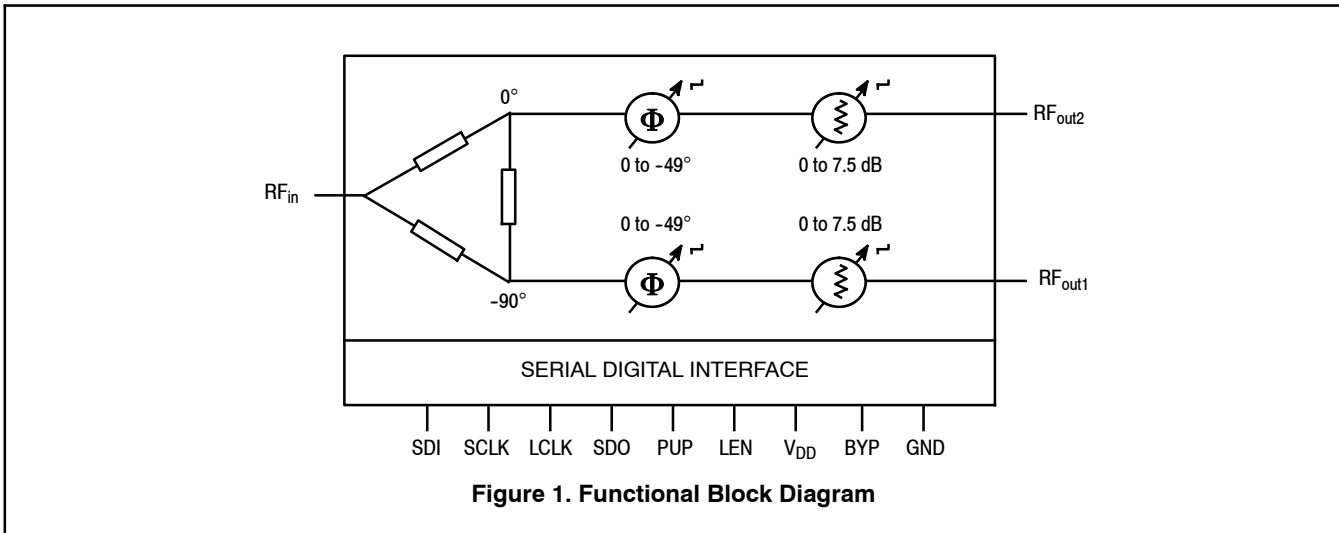 0°
Φ
RFout2
0 to -49°
0 to 7.5 dB
RFin
0 to -49°
0 to 7.5 dB
Φ
RFout1
-90°
SERIAL DIGITAL INTERFACE
SDI SCLK LCLK SDO PUP LEN VDD BYP GND
Figure 1. Functional Block Diagram